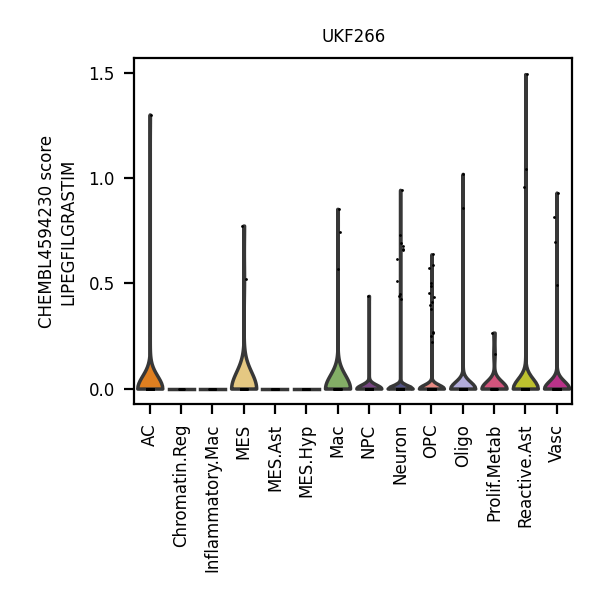 UKF266
CHEMBL4594230 score
LIPEGFILGRASTIM
1.5
1.0
0.5
0.0
AC
Chromatin.Reg
Inflammatory.Mac
MES
MES.Ast
MES.Hyp
Mac
NPC
Neuron
OPC
Oligo
Prolif.Metab
Reactive.Ast
Vasc